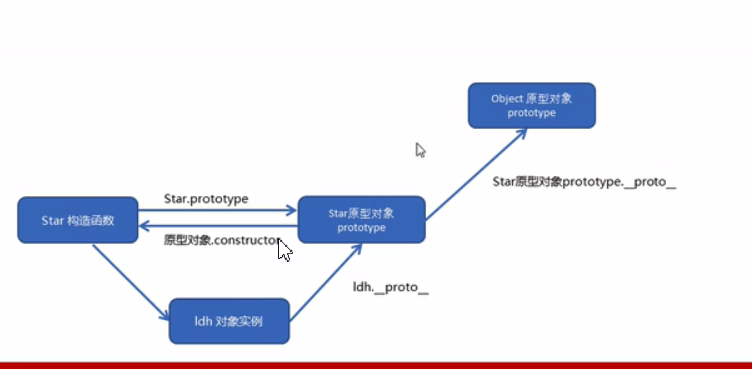 Object 原型对象
prototype
Star原型对象prototype.__proto__
Star.prototype
Star 构造函数
Star原型对象
prototype
原型对象.constructor
ldh.__proto__
ldh 对象实例